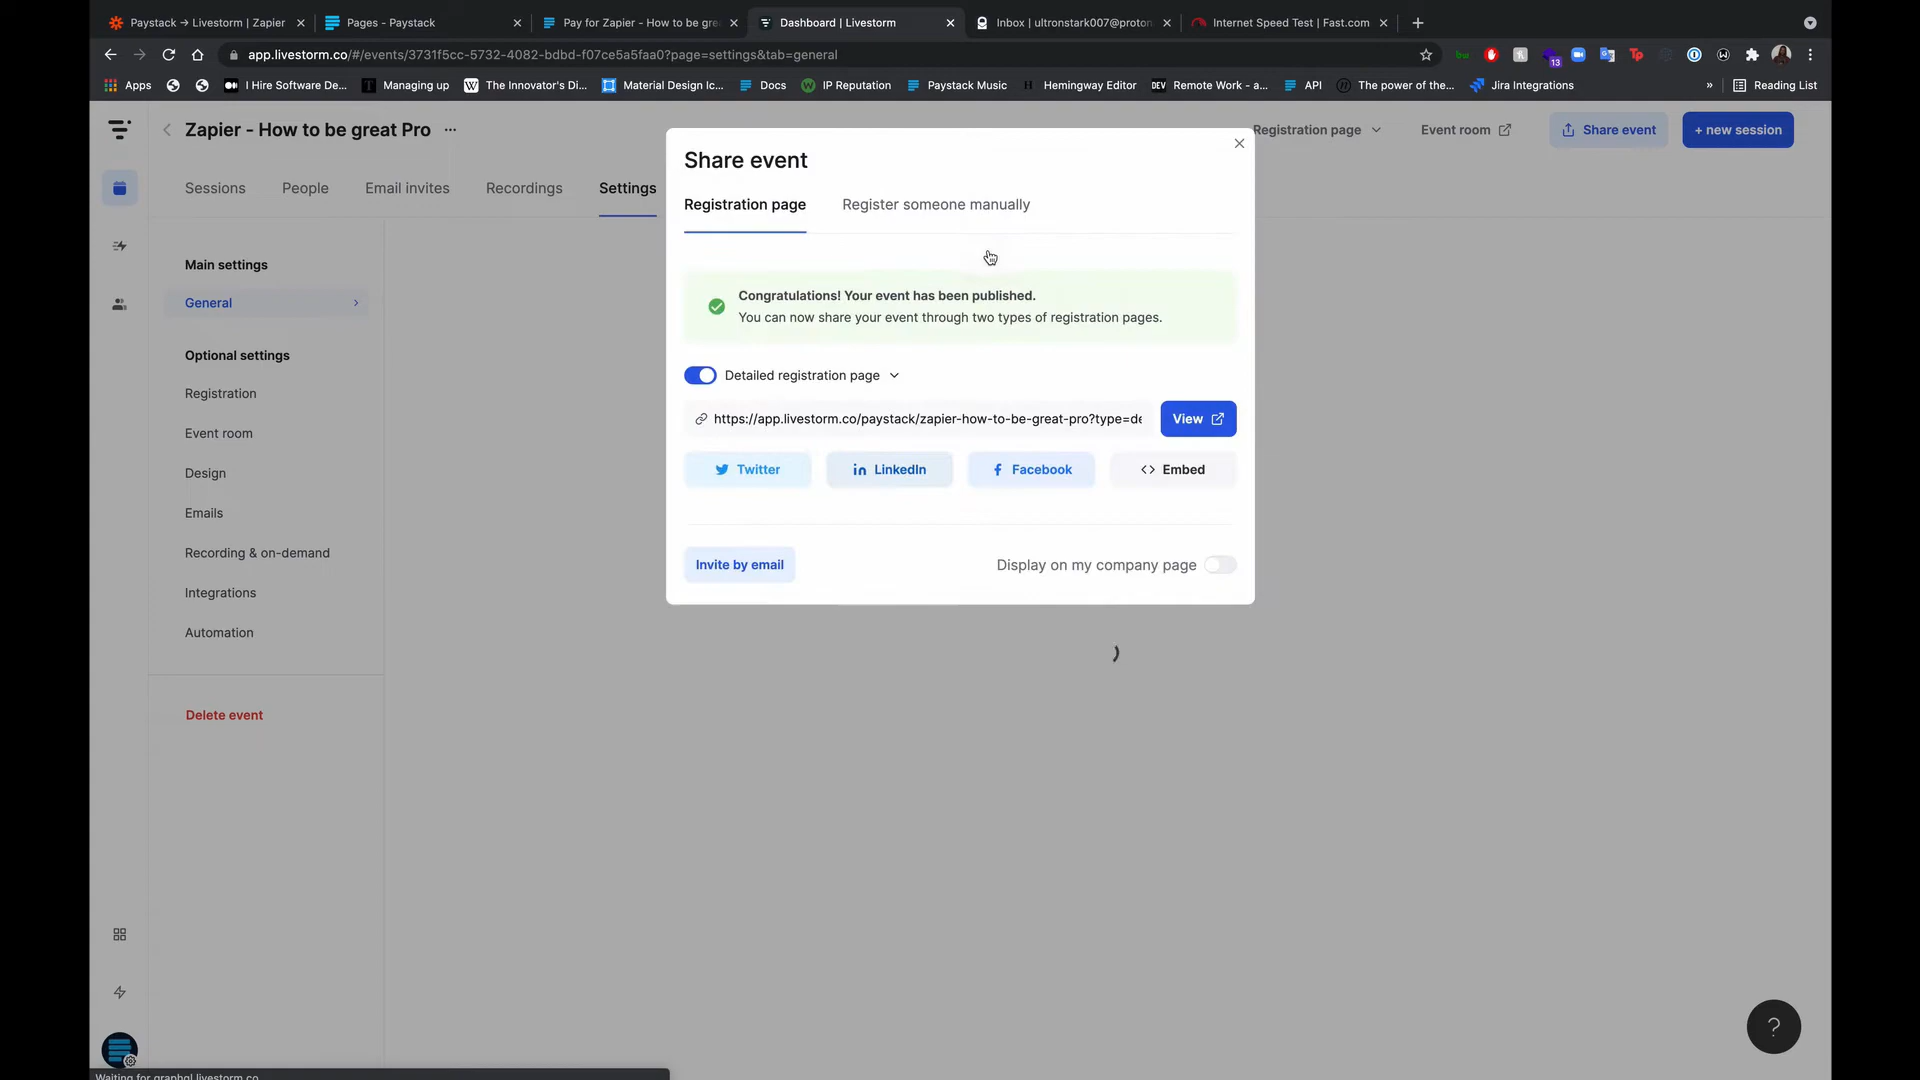 Paystack → Livestorm | Zapier
Pages - Paystack
Pay for Zapier - How to be gre
Dashboard | Livestorm
Inbox | ultronstark007@proton
Internet Speed Test | Fast.com
app.livestorm.co/#/events/3731f5cc-5732-4082-bdbd-f07ce5a5faa0?page=settings&tab=general
13
Apps
I Hire Software De...
Managing up
The Innovator's Di...
Material Design Ic...
Docs
IP Reputation
Paystack Music
Hemingway Editor
Remote Work - a...
API
The power of the...
Jira Integrations
»
Reading List
Zapier - How to be great Pro
Registration page
Event room
Share event
+ new session
Sessions
People
Email invites
Recordings
Settings
Main settings
General
Optional settings
Registration
Event room
Design
Emails
Recording & on-demand
Integrations
Automation
Delete event
Share event
Registration page
Register someone manually
Congratulations! Your event has been published.
You can now share your event through two types of registration pages.
Detailed registration page
https://app.livestorm.co/paystack/zapier-how-to-be-great-pro?type=de
View
Twitter
LinkedIn
Facebook
Embed
Invite by email
Display on my company page
?
Waiting for graphql.livestorm.co